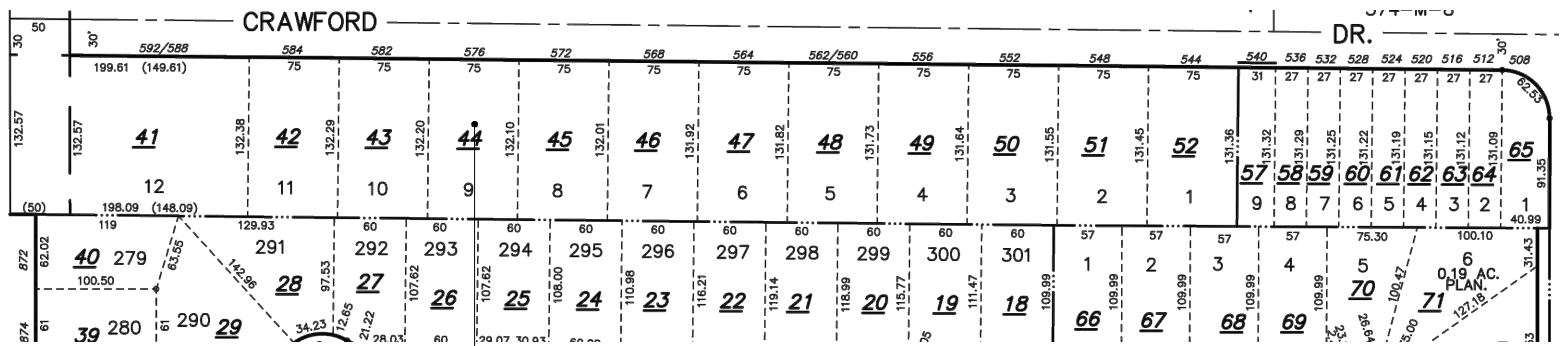 50 CRAWFORD DR.
30 30' 30'
592/588 584 582 576 572 568 564 562/560 556 552 548 544 540 536 532 528 524 520 516 512 508
199.61 (149.61) 75 75 75 75 75 75 75 75 75 75 75 31 27 27 27 27 27 27 27 62.53
132.57 132.57 132.38 132.29 132.20 132.10 132.01 131.92 131.82 131.73 131.64 131.55 131.45 131.36 131.32 131.29 131.25 131.22 131.19 131.15 131.12 131.09 91.35
41 42 43 44 45 46 47 48 49 50 51 52 57 58 59 60 61 62 63 64 65
12 11 10 9 8 7 6 5 4 3 2 1 9 8 7 6 5 4 3 2 1
(50) 198.09 (148.09) 40.99
119 129.93 60 60 60 60 60 60 60 60 60 57 57 57 57 75.30 100.10
872 62.02 40 279 63.55 291 292 293 294 295 296 297 298 299 300 301 1 2 3 4 5 6 31.43
0.19 AC.
PLAN.
142.96 97.53 107.62 107.62 108.00 110.98 116.21 119.14 118.99 115.77 111.47 109.99 109.99 109.99 109.99 100.47 127.18
100.50 28 27 26 25 24 23 22 21 20 19 18 66 67 68 69 70 71
874 61 39 280 61 290 29 34.23 12.65 21.22 28.03 60 29.07 30.93 26.64